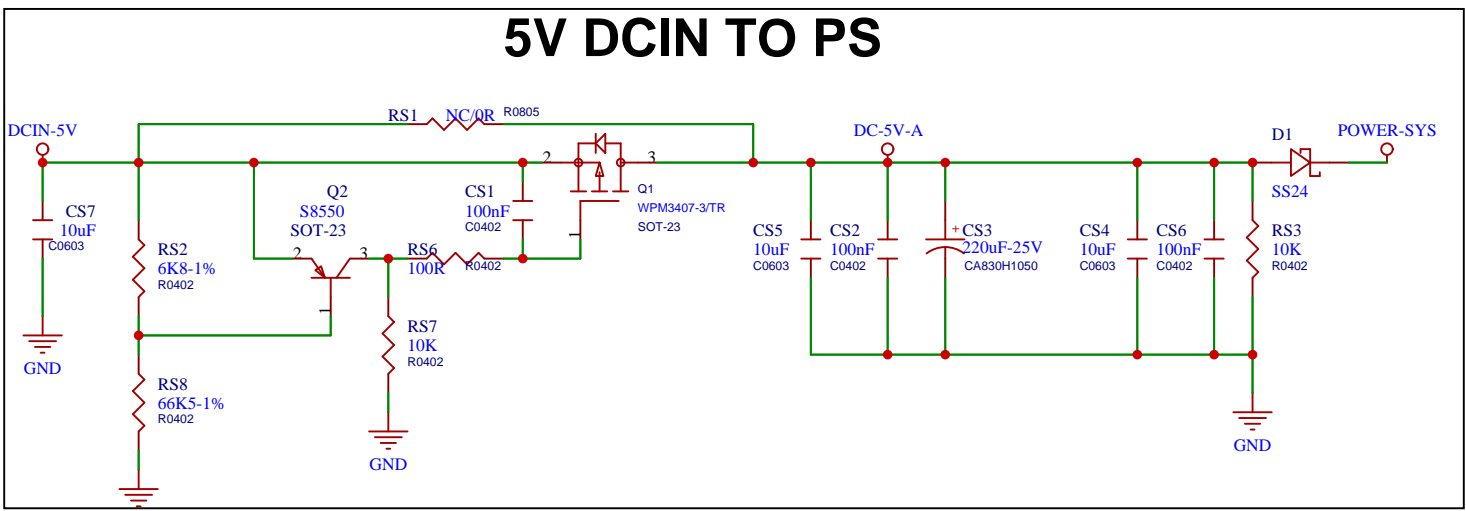 5V DCIN TO PS
RS1
NC/0R
R0805
DCIN-5V
DC-5V-A
D1
POWER-SYS
SS24
2
3
Q1
WPM3407-3/TR
SOT-23
1
CS1
100nF
C0402
Q2
S8550
SOT-23
2
3
1
CS7
10uF
C0603
GND
RS2
6K8-1%
R0402
RS6
100R
R0402
RS7
10K
R0402
GND
RS8
66K5-1%
R0402
CS5
10uF
C0603
CS2
100nF
C0402
+
CS3
220uF-25V
CA830H1050
CS4
10uF
C0603
CS6
100nF
C0402
RS3
10K
R0402
GND